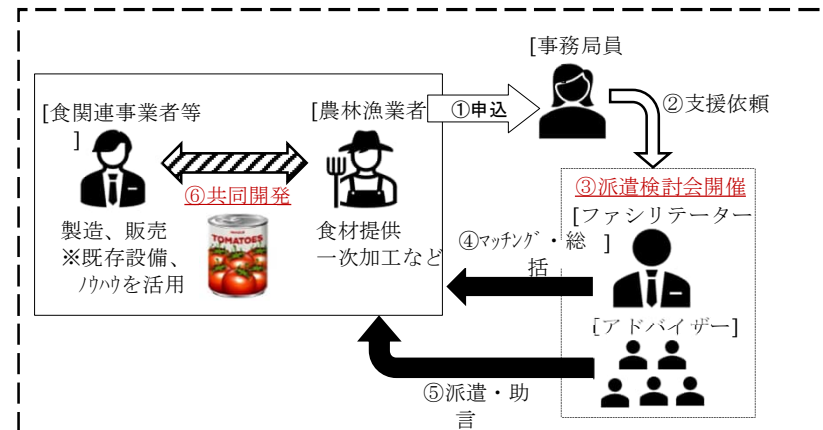 [事務局員]
[食関連事業者等
]
[農林漁業者]
①申込
②支援依頼
⑥共同開発
TOMATOES
製造、販売
※既存設備、
ﾉｳﾊｳを活用
食材提供
一次加工など
③派遣検討会開催
[ファシリテーター
]
④ﾏｯﾁﾝｸﾞ・総
括
[アドバイザー]
⑤派遣・助
言